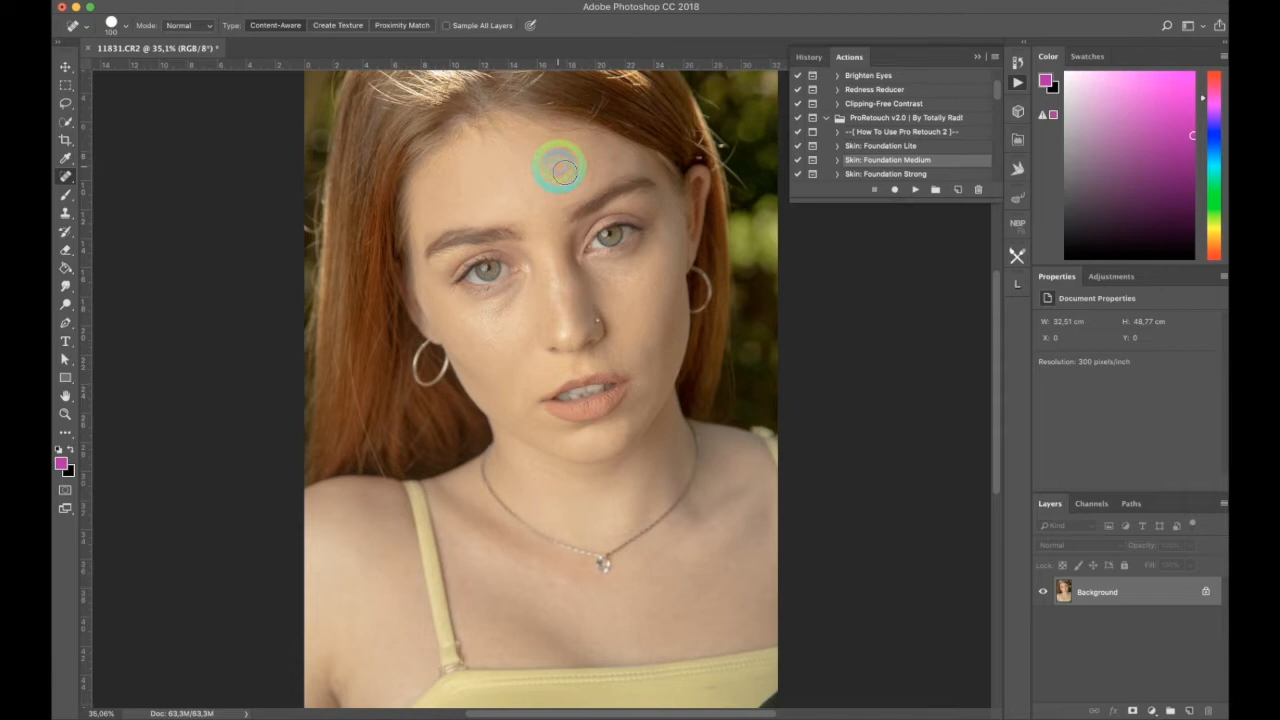 Adobe Photoshop CC 2018
100
Mode: Normal
Type: Content-Aware Create Texture Proximity Match
Sample All Layers
11831.CR2 @ 35,1% (RGB/8*) *
History Actions
Brighten Eyes
Redness Reducer
Clipping-Free Contrast
ProRetouch v2.0 | By Totally Rad!
--[ How To Use Pro Retouch 2 ]--
Skin: Foundation Lite
Skin: Foundation Medium
Skin: Foundation Strong
NBP
L
Color Swatches
Properties Adjustments
Document Properties
W: 32,51 cm H: 48,77 cm
X: 0 Y: 0
Resolution: 300 pixels/inch
Layers Channels Paths
Kind
Normal Opacity:
Lock: Fill:
Background
35,06% Doc: 63,3M/63,3M